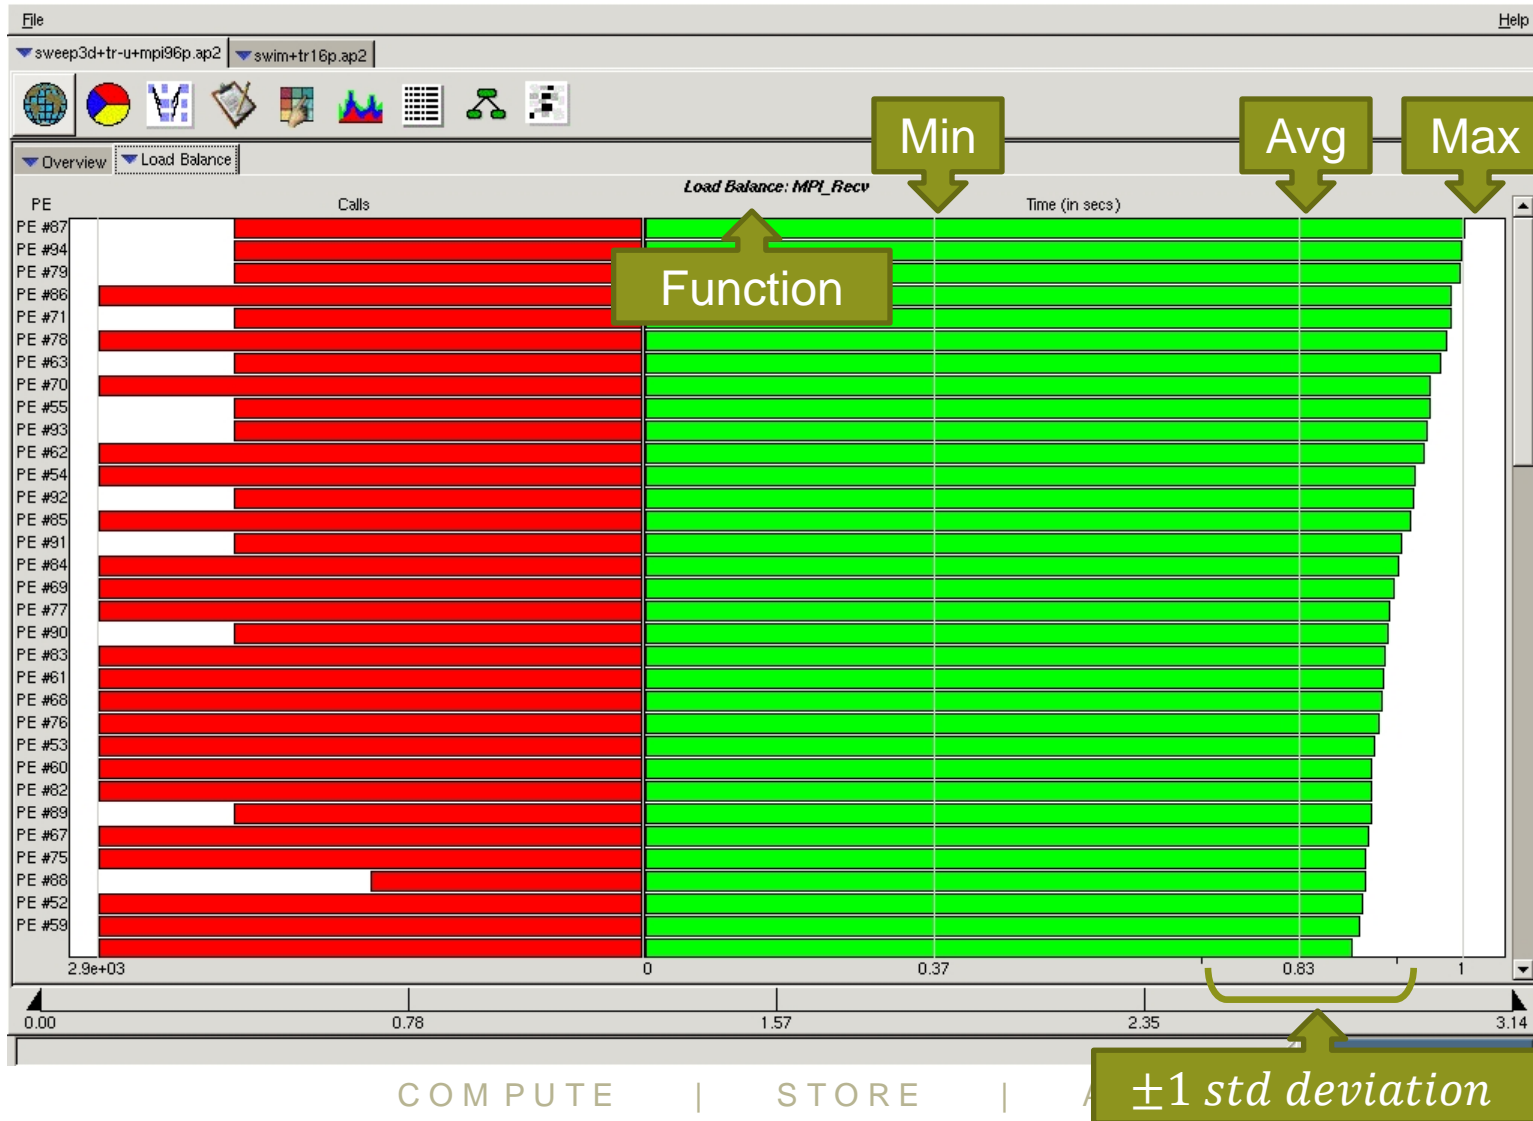 File Help
sweep3d+tr-u+mpi96p.ap2 swim+tr16p.ap2
Min Avg Max
Overview Load Balance
Load Balance: MPI_Recv
PE Calls Time (in secs)
Function
PE #87
PE #94
PE #79
PE #86
PE #71
PE #78
PE #63
PE #70
PE #55
PE #93
PE #62
PE #54
PE #92
PE #85
PE #91
PE #84
PE #69
PE #77
PE #90
PE #83
PE #61
PE #68
PE #76
PE #53
PE #60
PE #82
PE #89
PE #67
PE #75
PE #88
PE #52
PE #59
2.9e+03 0 0.37 0.83 1
0.00 0.78 1.57 2.35 3.14
COMPUTE | STORE |
±1 std deviation